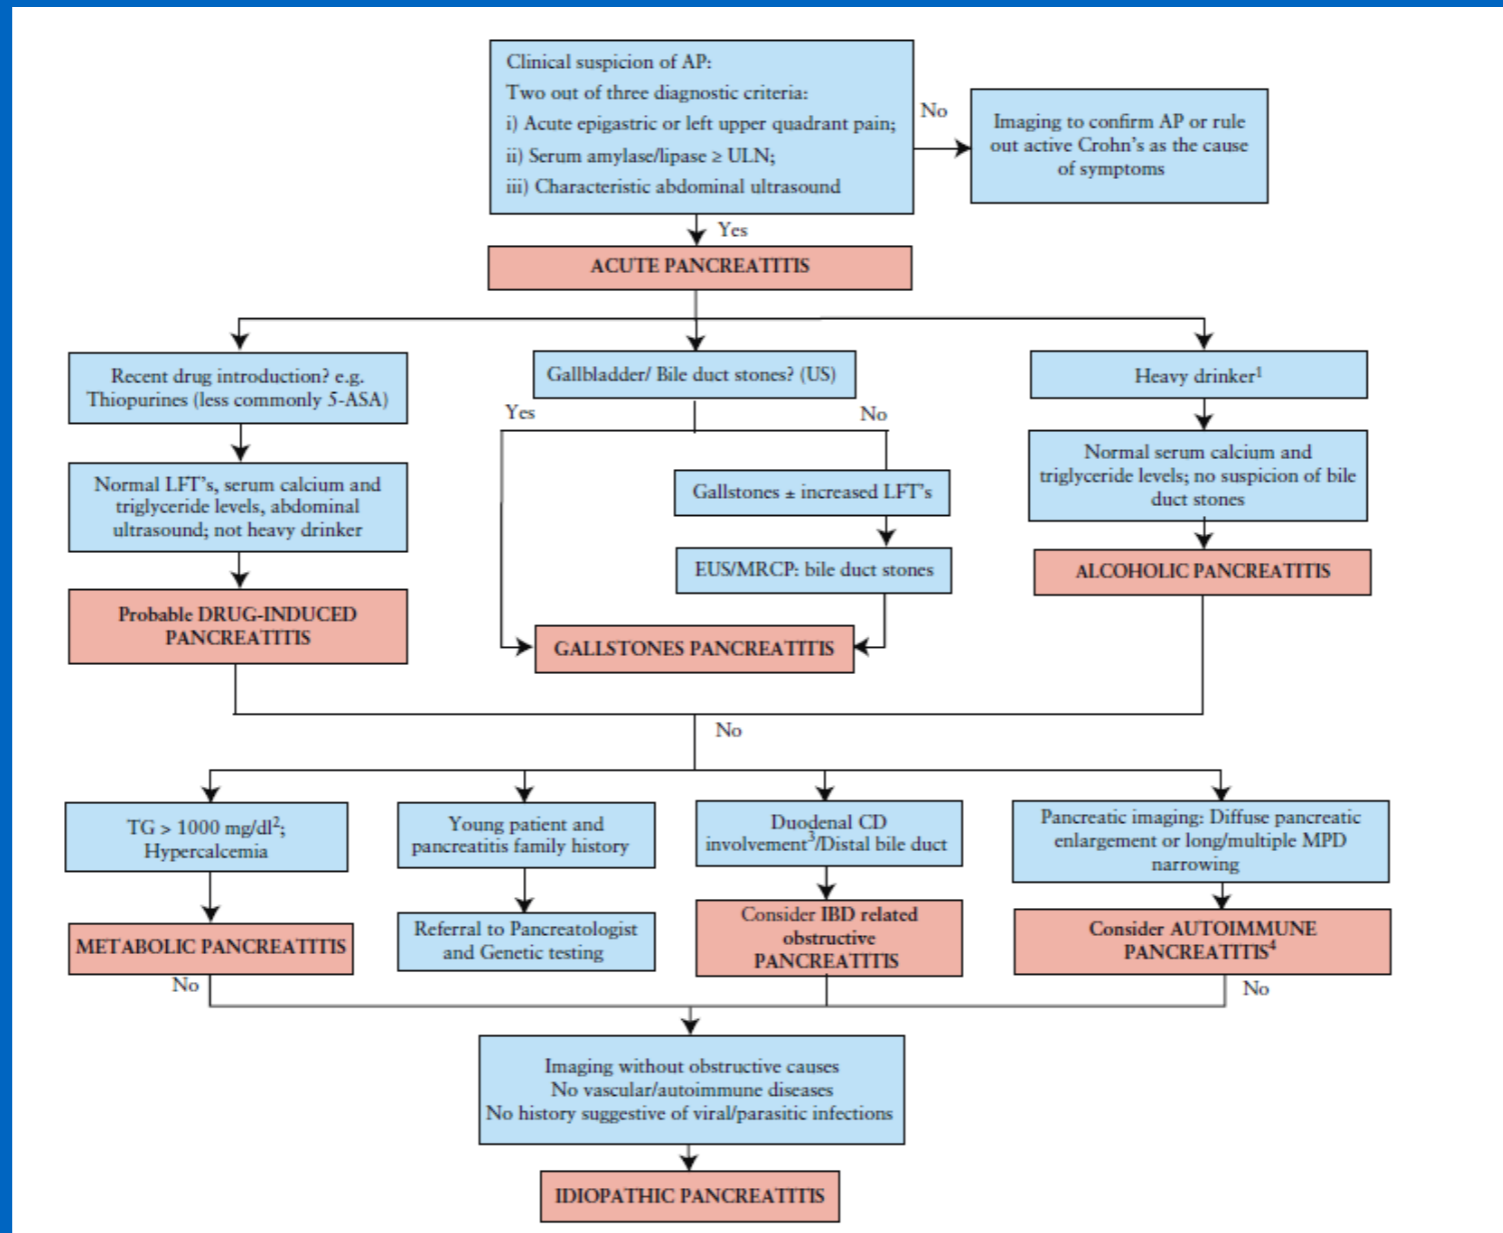 Clinical suspicion of AP:
Two out of three diagnostic criteria:
i) Acute epigastric or left upper quadrant pain;
ii) Serum amylase/lipase ≥ ULN;
iii) Characteristic abdominal ultrasound
No
Imaging to confirm AP or rule
out active Crohn's as the cause
of symptoms
Yes
ACUTE PANCREATITIS
Recent drug introduction? e.g.
Thiopurines (less commonly 5-ASA)
Gallbladder/ Bile duct stones? (US)
Heavy drinker¹
Yes
No
Normal LFT's, serum calcium and
triglyceride levels, abdominal
ultrasound; not heavy drinker
Gallstones ± increased LFT's
Normal serum calcium and
triglyceride levels; no suspicion of bile
duct stones
EUS/MRCP: bile duct stones
ALCOHOLIC PANCREATITIS
Probable DRUG-INDUCED
PANCREATITIS
GALLSTONES PANCREATITIS
No
TG > 1000 mg/dl²;
Hypercalcemia
Young patient and
pancreatitis family history
Duodenal CD
involvement³/Distal bile duct
Pancreatic imaging: Diffuse pancreatic
enlargement or long/multiple MPD
narrowing
METABOLIC PANCREATITIS
Referral to Pancreatologist
and Genetic testing
Consider IBD related
obstructive
PANCREATITIS
Consider AUTOIMMUNE
PANCREATITIS⁴
No
No
Imaging without obstructive causes
No vascular/autoimmune diseases
No history suggestive of viral/parasitic infections
IDIOPATHIC PANCREATITIS